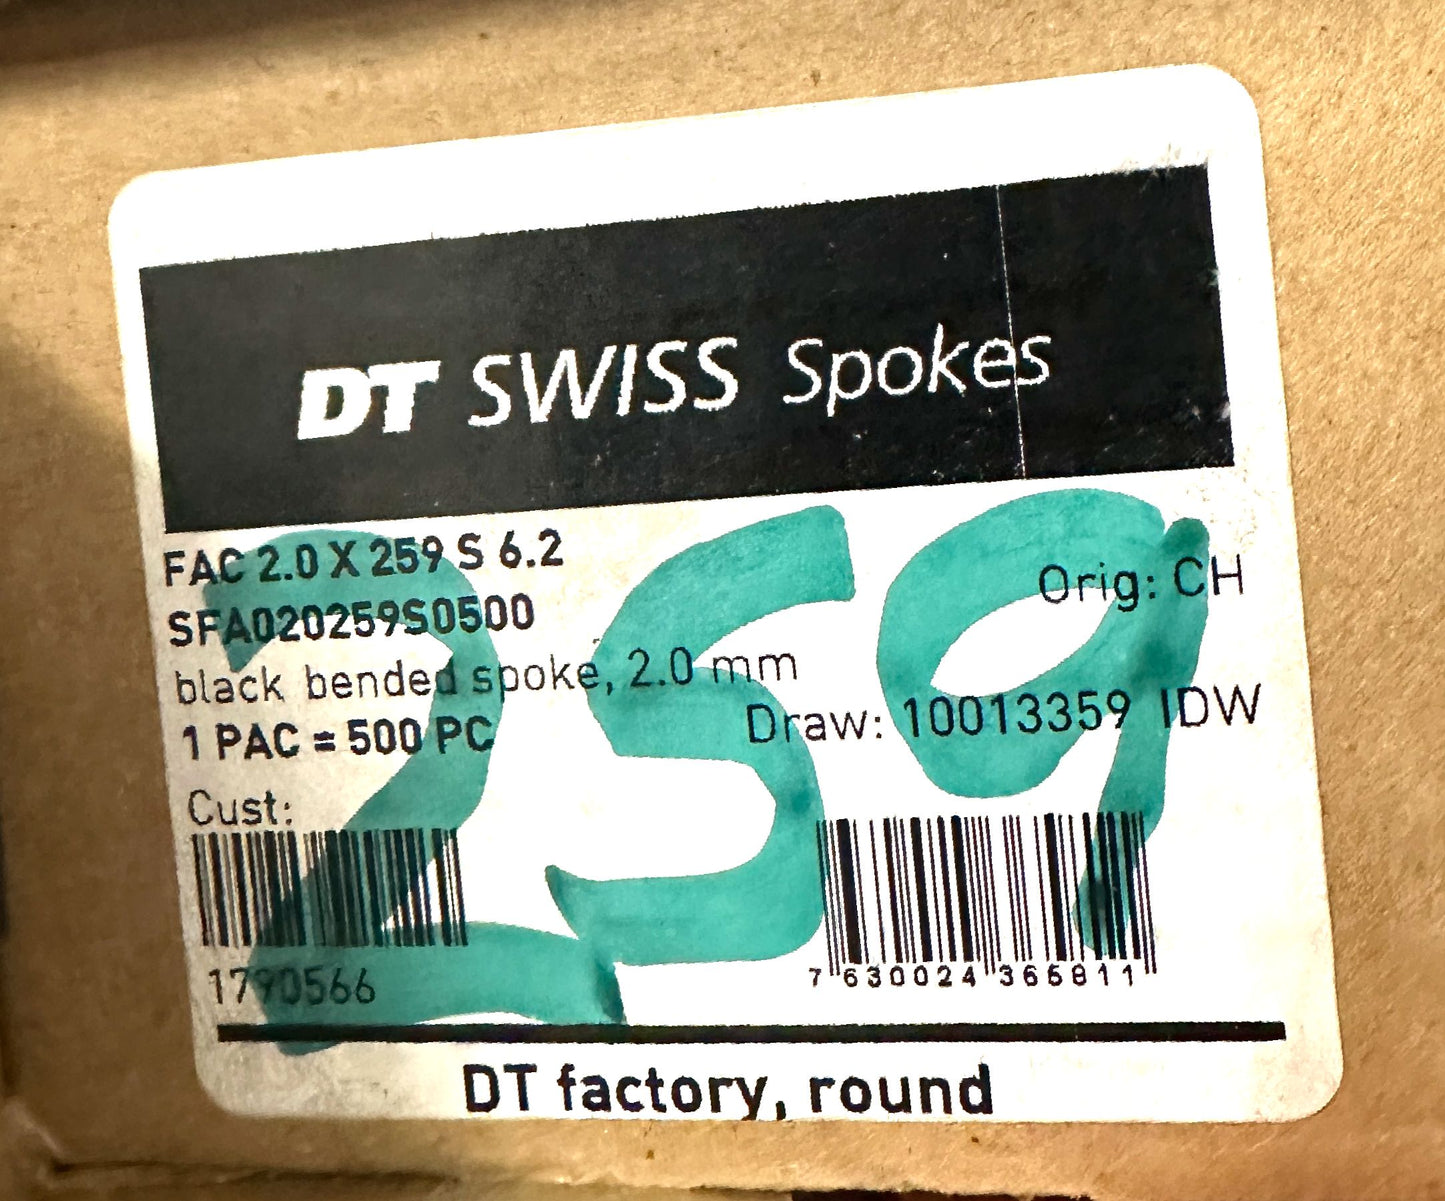 DT SWISS Spokes
FAC 2.0 X 259 S 6.2
Orig: CH
SFA020259S0500
black bended spoke, 2.0 mm
Draw: 10013359 IDW
1 PAC = 500 PC
259
Cust:
1790566
7 630024 365811
DT factory, round